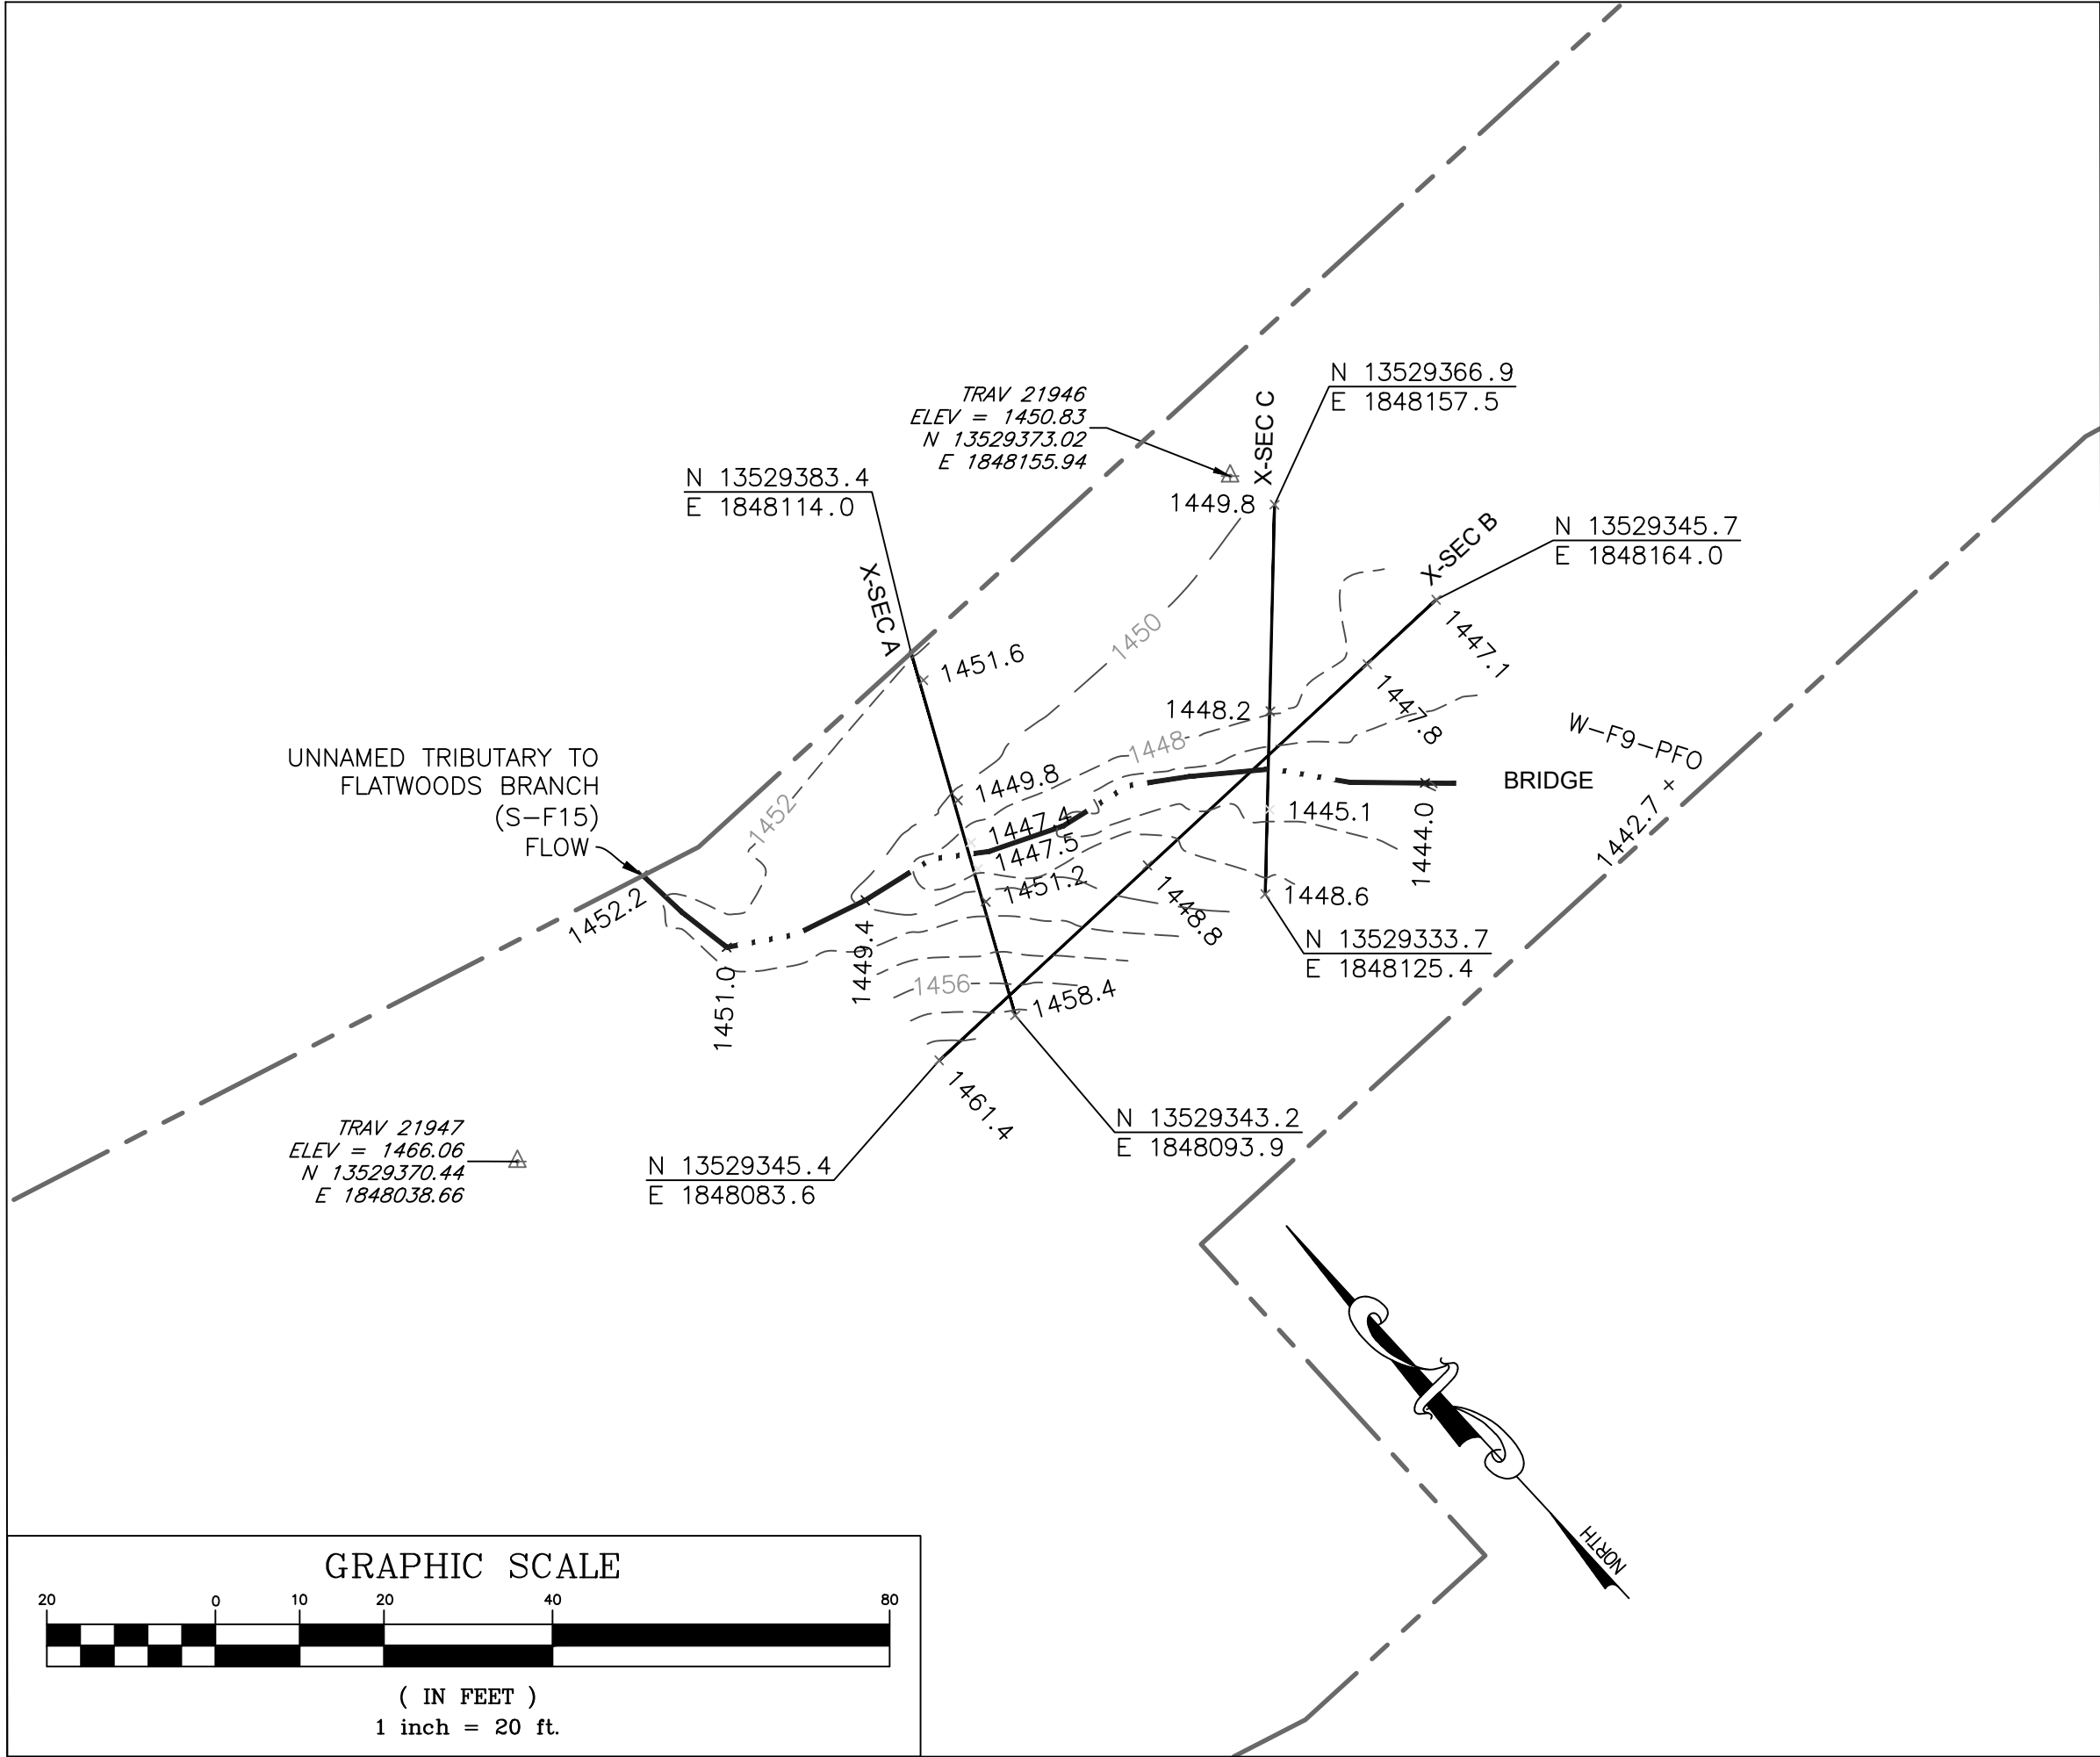 N 13529366.9
E 1848157.5
TRAV 21946
ELEV = 1450.83
N 13529373.02
E 1848155.94
X-SEC C
1449.8
N 13529383.4
E 1848114.0
X-SEC B
N 13529345.7
E 1848164.0
X-SEC A
1451.6
1450
1447.1
1448.2
1448
1447.8
W-F9-PFO
UNNAMED TRIBUTARY TO
FLATWOODS BRANCH
(S-F15)
FLOW
1452
1449.8
BRIDGE
1447.4
1447.5
1445.1
1444.0
1442.7
1452.2
1451.2
1448.6
1448.8
1451.0
1449.4
N 13529333.7
E 1848125.4
1456
1458.4
1461.4
N 13529343.2
E 1848093.9
TRAV 21947
ELEV = 1466.06
N 13529370.44
E 1848038.66
N 13529345.4
E 1848083.6
NORTH
GRAPHIC SCALE
20 0 10 20 40 80
( IN FEET )
1 inch = 20 ft.